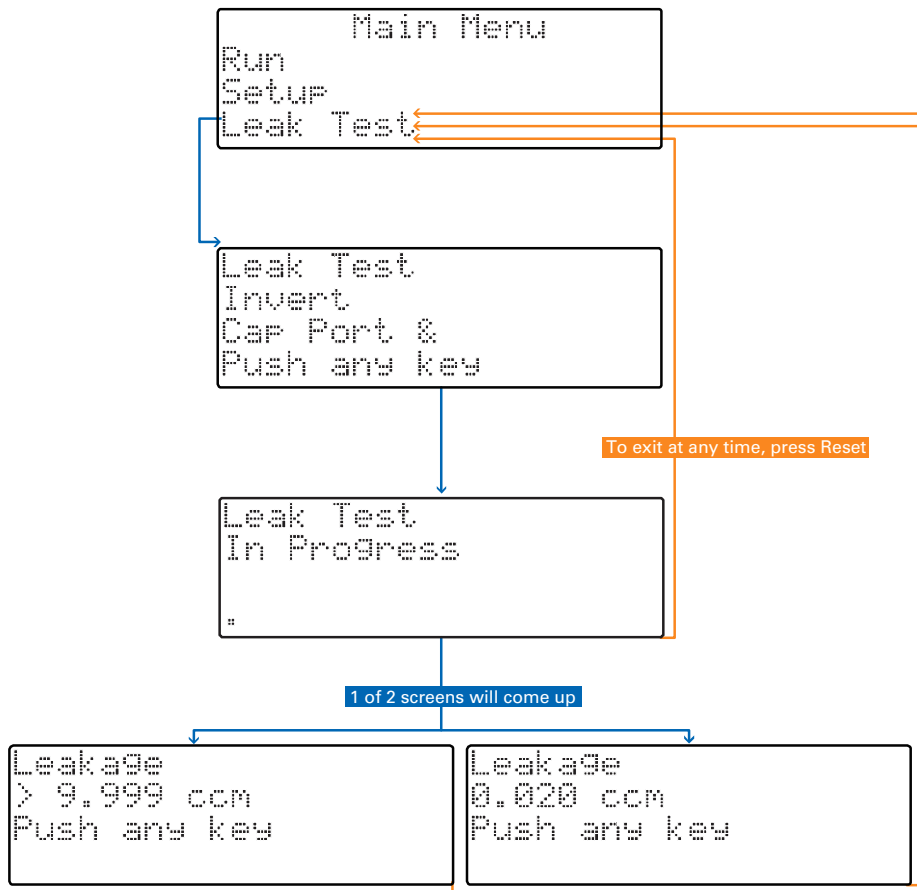 Main Menu
Run
Setup
Leak Test
Leak Test
Invert
Cap Port &
Push any key
To exit at any time, press Reset
Leak Test
In Progress
1 of 2 screens will come up
Leakage
> 9.999 ccm
Push any key
Leakage
0.020 ccm
Push any key